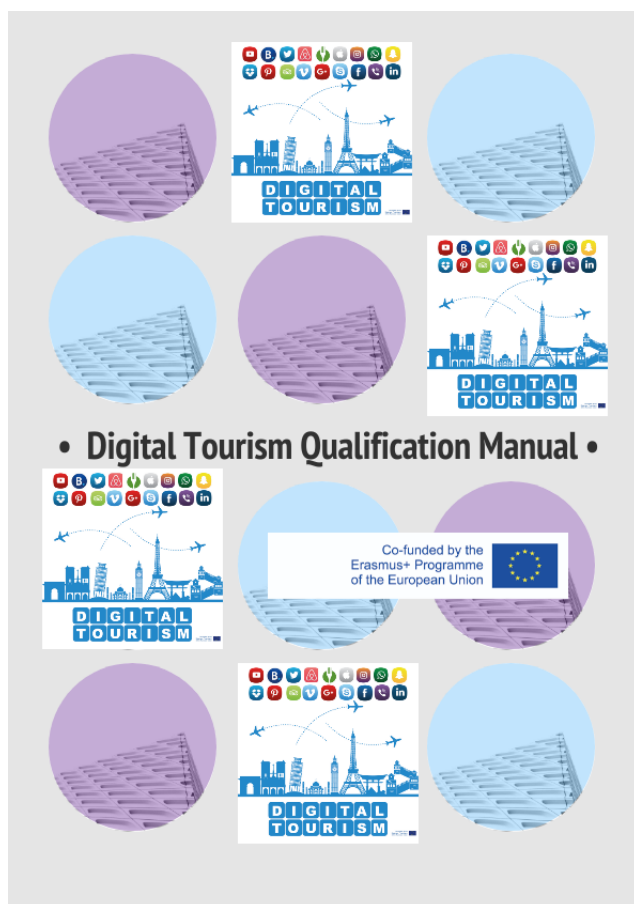 DIGITAL
TOURISM
DIGITAL
TOURISM
• Digital Tourism Qualification Manual •
DIGITAL
TOURISM
Co-funded by the
Erasmus+ Programme
of the European Union
DIGITAL
TOURISM